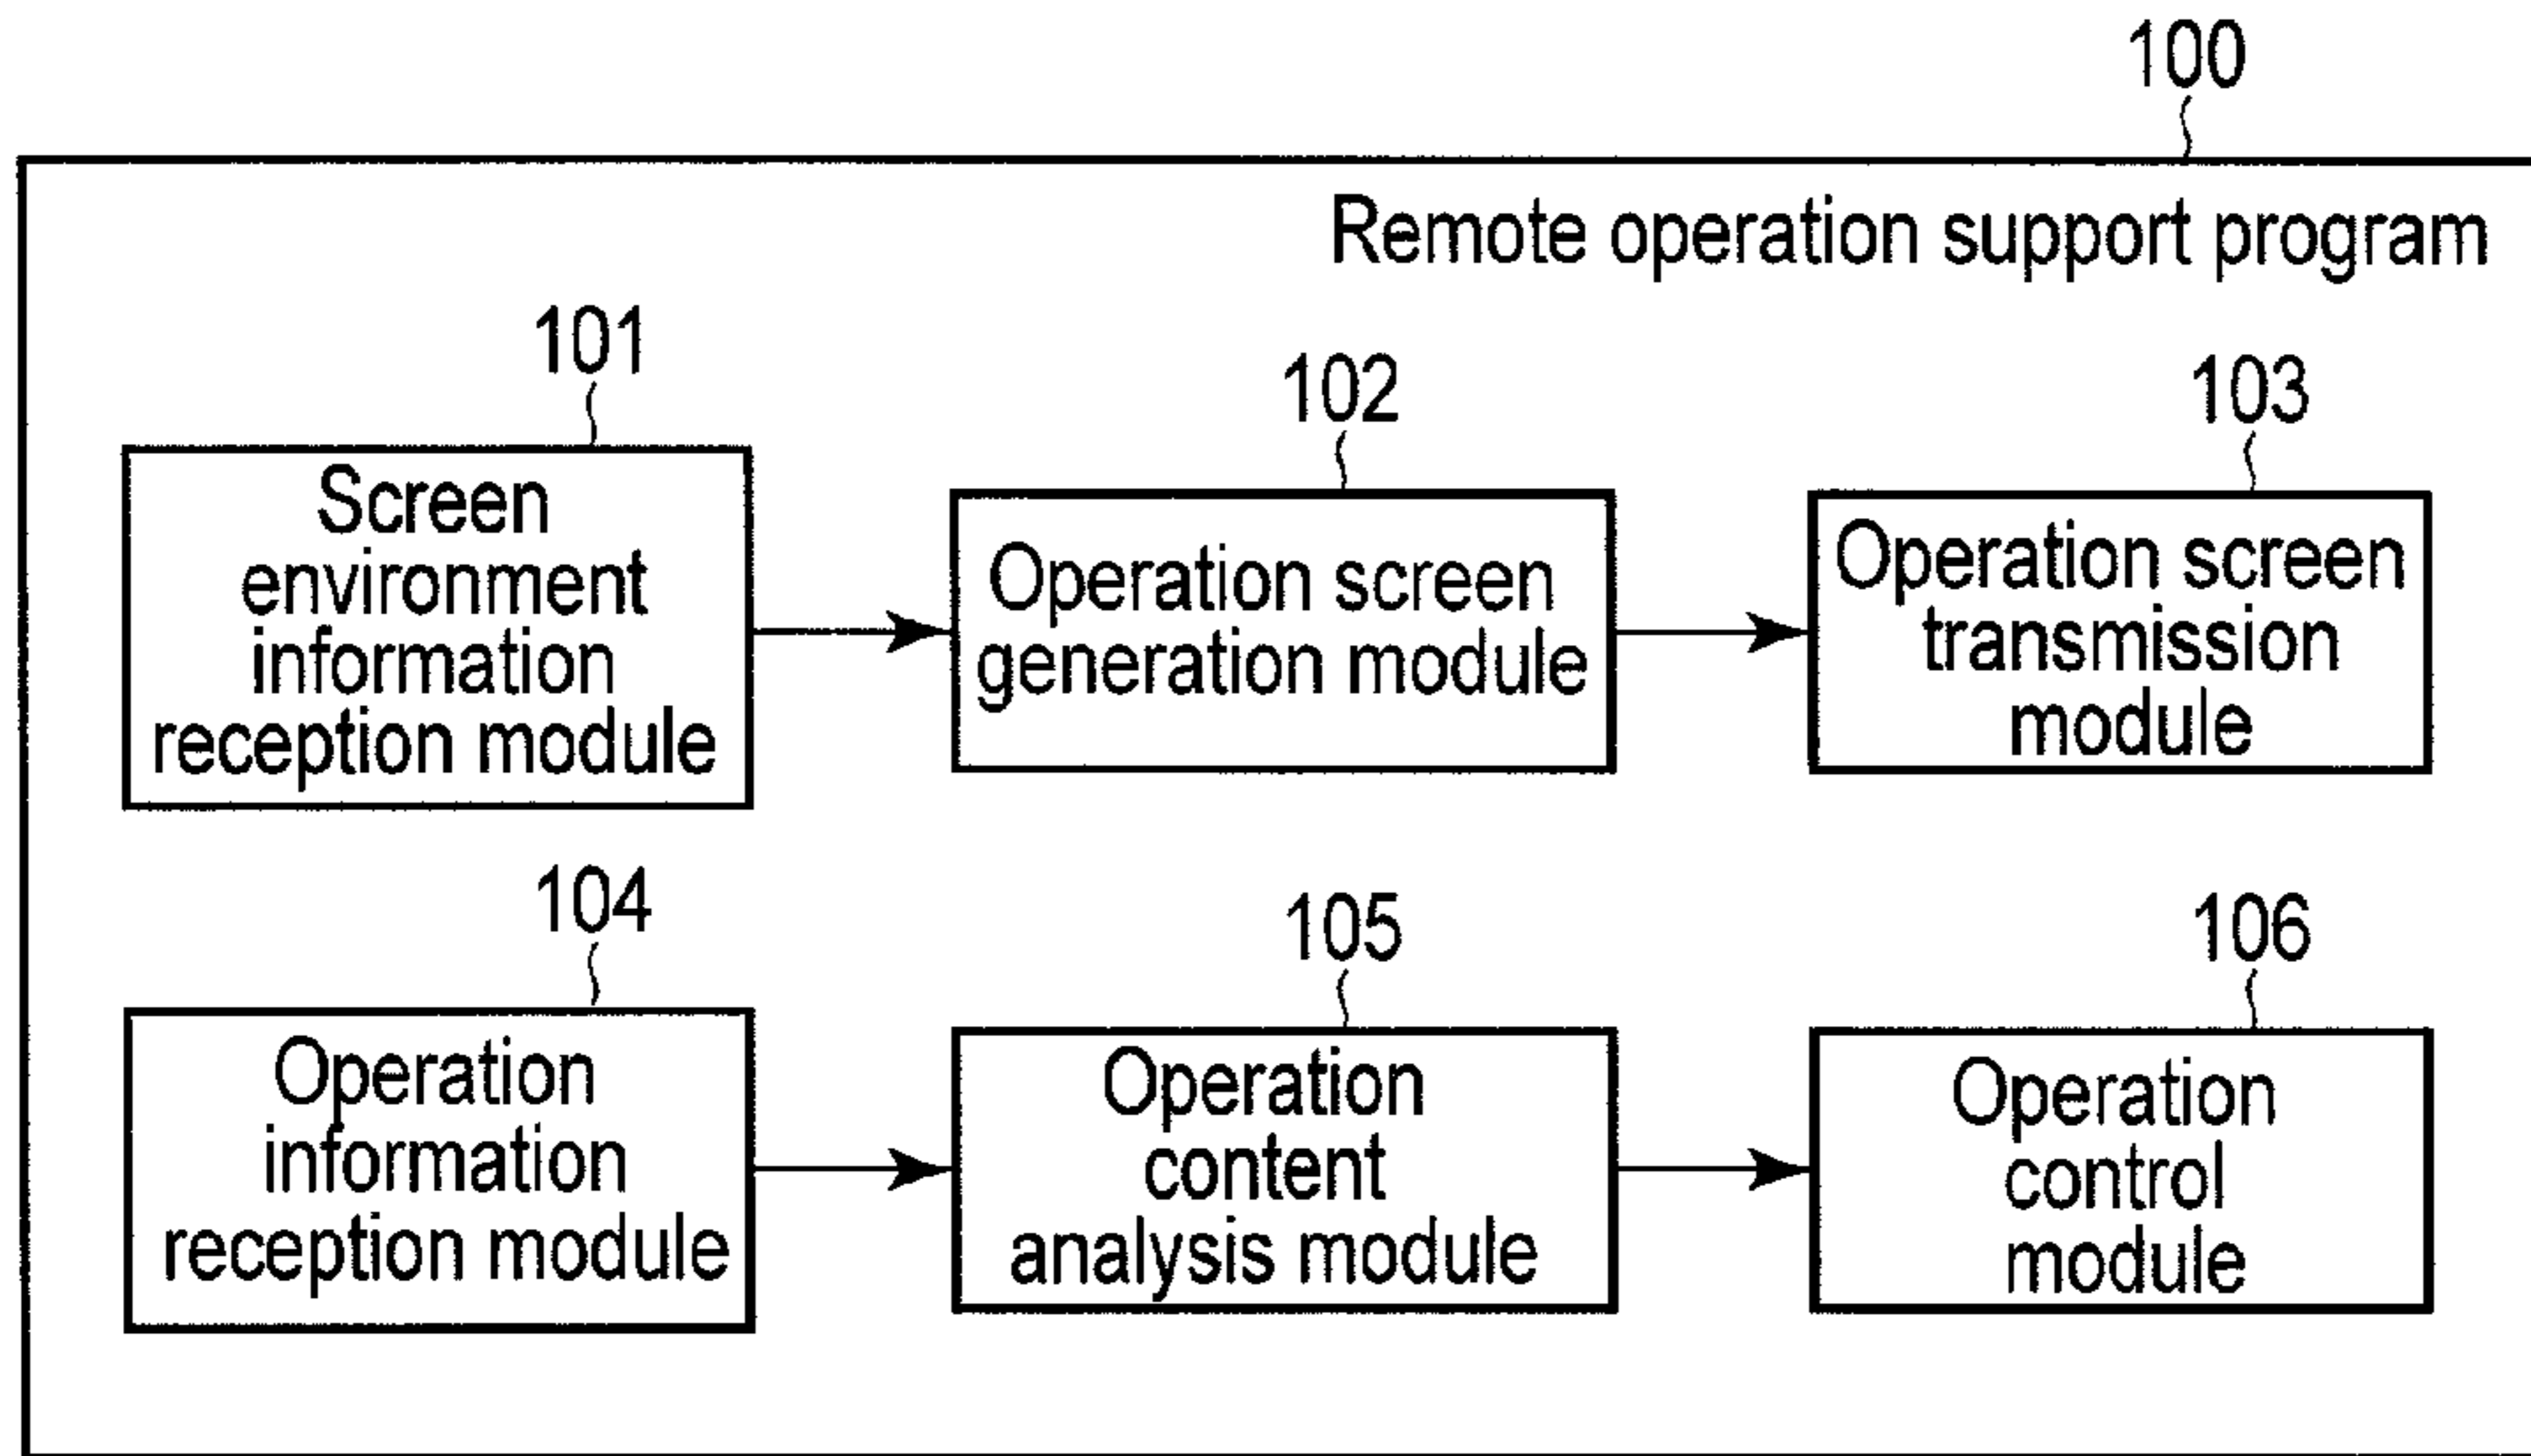 100
Remote operation support program
101
Screen
environment
information
reception module
102
Operation screen
generation module
103
Operation screen
transmission
module
104
Operation
information
reception module
105
Operation
content
analysis module
106
Operation
control
module